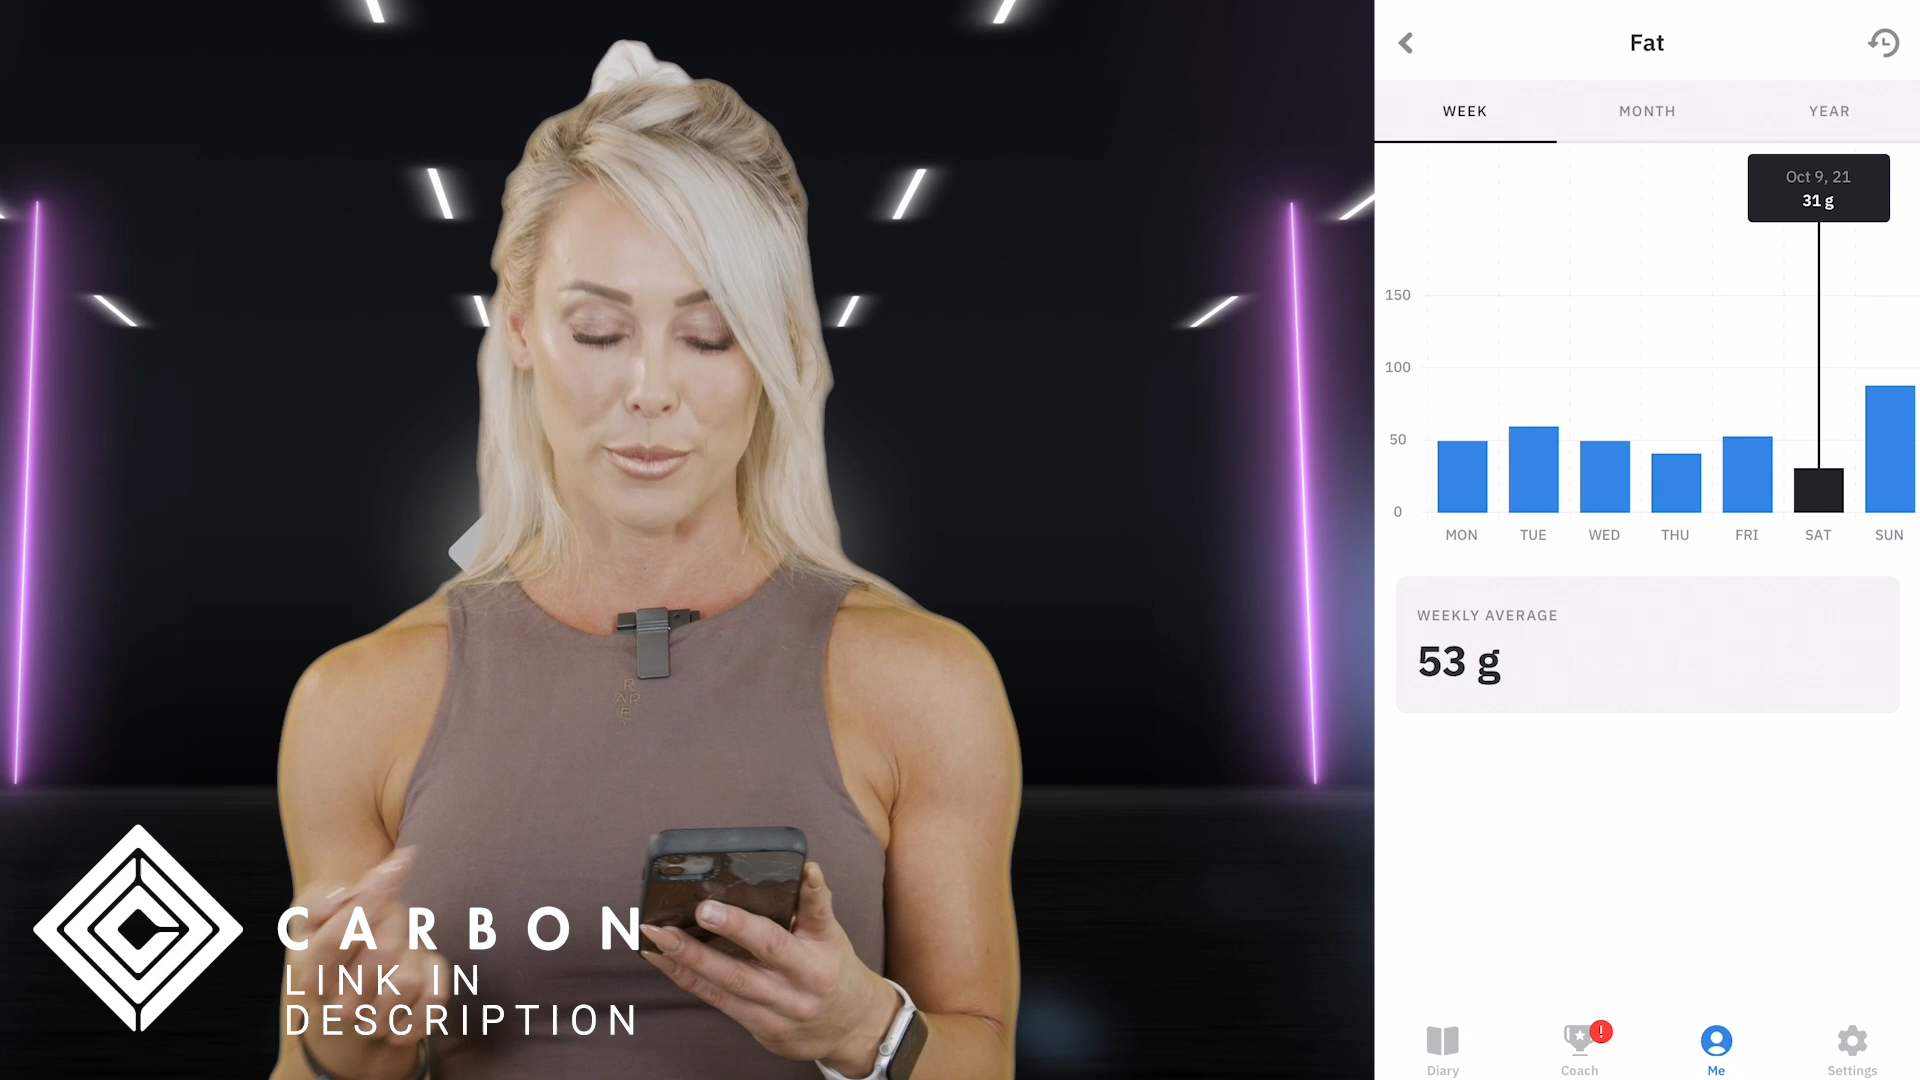 Fat
WEEK
MONTH
YEAR
Oct 9, 21
31 g
150
100
50
0
MON
TUE
WED
THU
FRI
SAT
SUN
WEEKLY AVERAGE
53 g
Diary
Coach
!
Me
Settings
R
AR
E
CARBON
LINK IN
DESCRIPTION